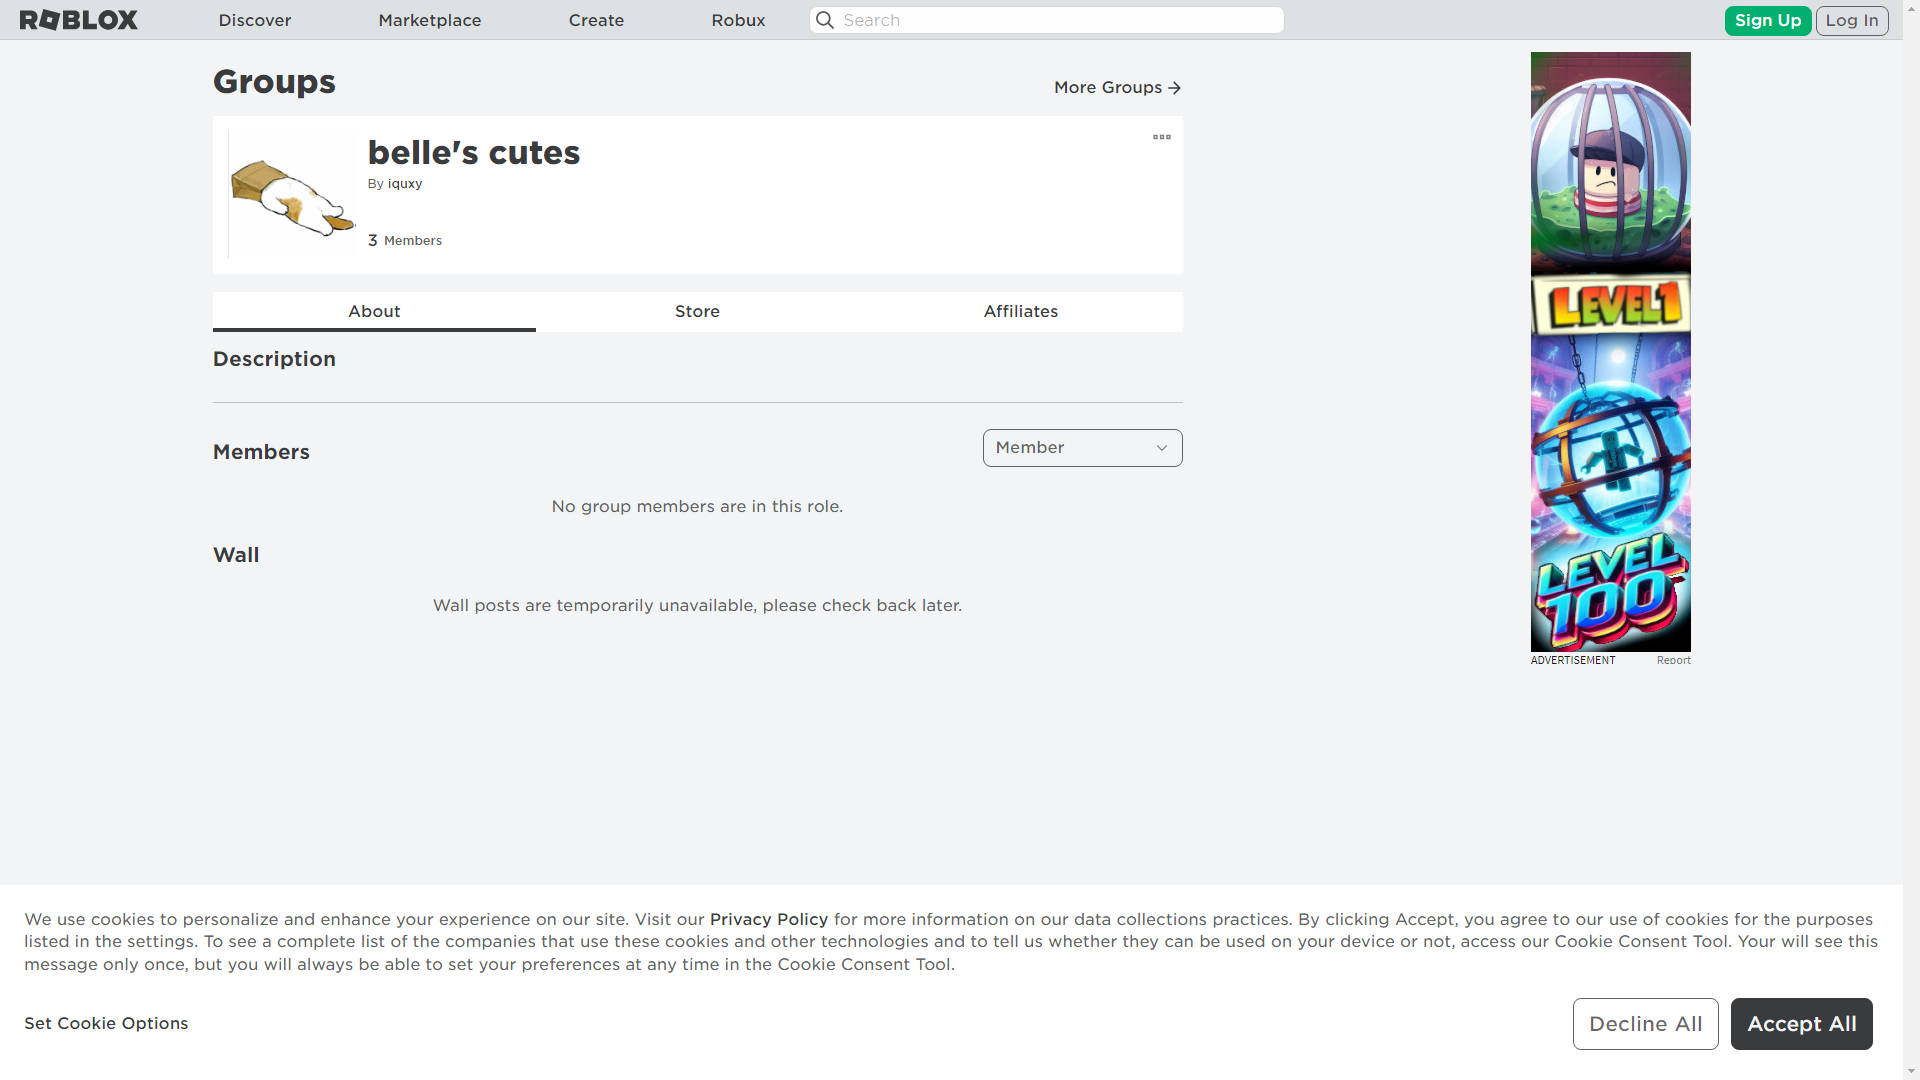 ROBLOX
Discover
Marketplace
Create
Robux
Search
Sign Up
Log In
Groups
More Groups
belle's cutes
By iquxy
3 Members
About
Store
Affiliates
Description
Members
Member
No group members are in this role.
Wall
Wall posts are temporarily unavailable, please check back later.
LEVEL1
LEVEL
100
ADVERTISEMENT
Report
We use cookies to personalize and enhance your experience on our site. Visit our Privacy Policy for more information on our data collections practices. By clicking Accept, you agree to our use of cookies for the purposes
listed in the settings. To see a complete list of the companies that use these cookies and other technologies and to tell us whether they can be used on your device or not, access our Cookie Consent Tool. Your will see this
message only once, but you will always be able to set your preferences at any time in the Cookie Consent Tool.
Set Cookie Options
Decline All
Accept All